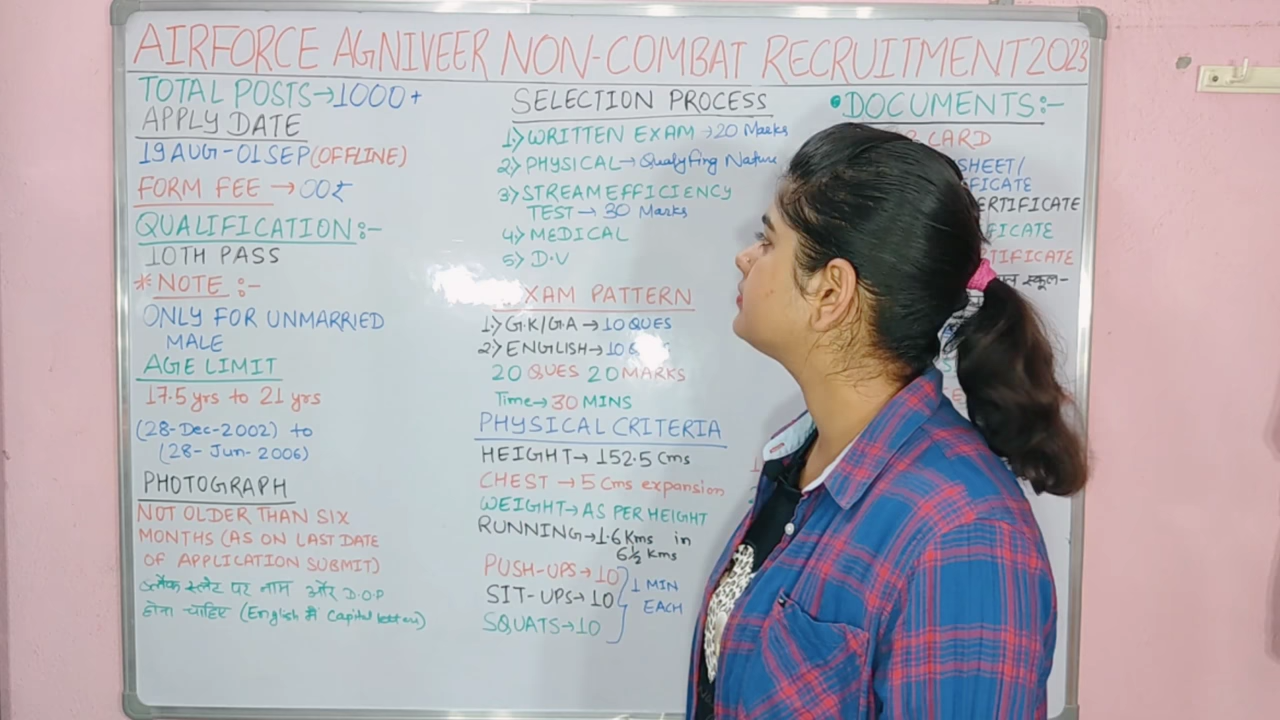 AIRFORCE AGNIVEER NON-COMBAT RECRUITMENT 2023
TOTAL POSTS→1000+
APPLY DATE
19 AUG-01 SEP (OFFLINE)
FORM FEE → 00₹
QUALIFICATION:-
10TH PASS
*NOTE :-
ONLY FOR UNMARRIED
MALE
AGE LIMIT
17.5 yrs to 21 yrs
(28-Dec-2002) to
(28-Jun-2006)
PHOTOGRAPH
NOT OLDER THAN SIX
MONTHS (AS ON LAST DATE
OF APPLICATION SUBMIT)
ब्लैक स्लेट पर नाम और D.O.P
होना चाहिए (English में Capital letters)
SELECTION PROCESS
1.) WRITTEN EXAM → 20 Marks
2.) PHYSICAL → Qualyfing Nature
3.) STREAM EFFICIENCY
TEST → 30 Marks
4.) MEDICAL
5.) D.V
XAM PATTERN
1.) G.K/G.A → 10 QUES
2.) ENGLISH → 10
20 QUES 20 MARKS
Time → 30 MINS
PHYSICAL CRITERIA
HEIGHT → 152.5 Cms
CHEST → 5 Cms expansion
WEIGHT → AS PER HEIGHT
RUNNING → 1.6 Kms in
6½ Kms
PUSH-UPS → 10
SIT-UPS → 10
SQUATS → 10
1 MIN
EACH
•DOCUMENTS:-
CARD
SHEET/
FICATE
ERTIFICATE
FICATE
TIFICATE
स्कूल-